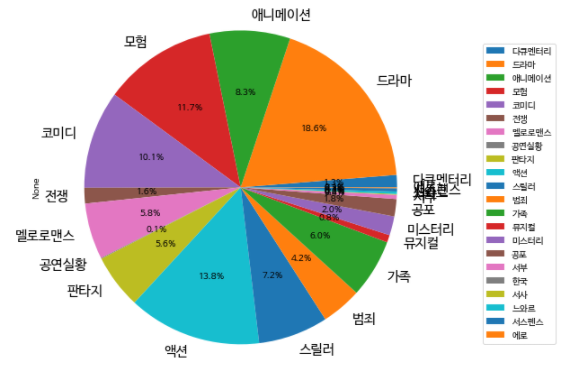 애니메이션
모험
드라마
코미디
전쟁
멜로로맨스
공연실황
판타지
액션
스릴러
범죄
가족
뮤지컬
미스터리
공포
다큐멘터리
8.3%
11.7%
18.6%
10.1%
1.3%
1.6%
1.8%
2.0%
0.8%
5.8%
0.1%
5.6%
6.0%
4.2%
13.8%
7.2%
None
다큐멘터리
드라마
애니메이션
모험
코미디
전쟁
멜로로맨스
공연실황
판타지
액션
스릴러
범죄
가족
뮤지컬
미스터리
공포
서부
한국
서사
느와르
서스펜스
에로